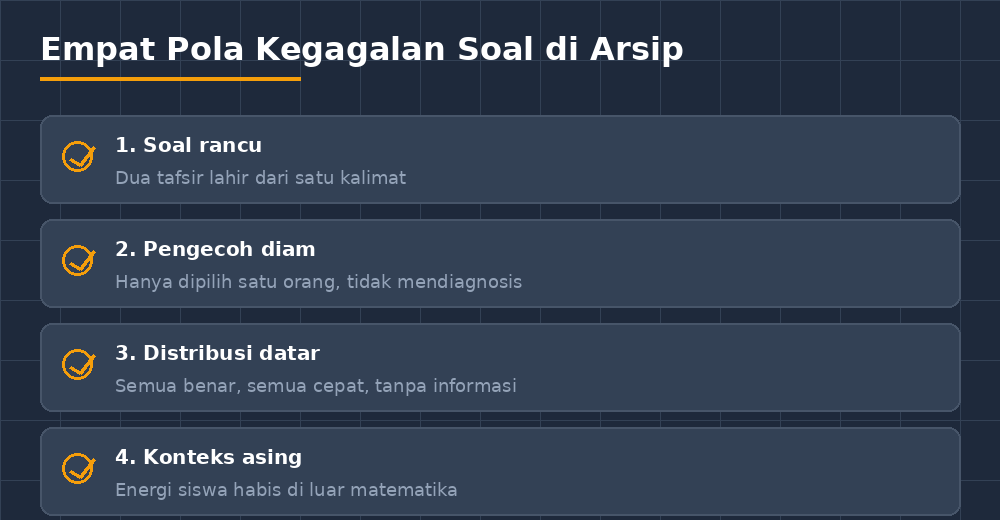 Empat Pola Kegagalan Soal di Arsip
1. Soal rancu
Dua tafsir lahir dari satu kalimat
2. Pengecoh diam
Hanya dipilih satu orang, tidak mendiagnosis
3. Distribusi datar
Semua benar, semua cepat, tanpa informasi
4. Konteks asing
Energi siswa habis di luar matematika